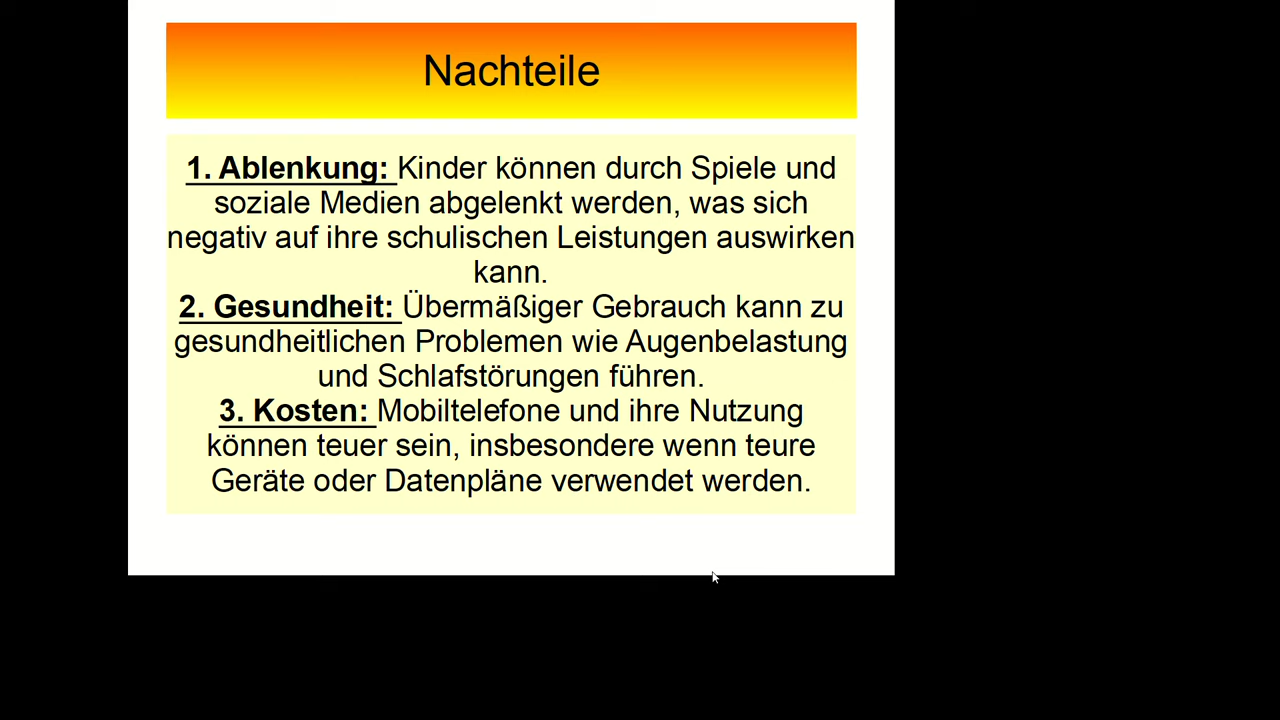 Nachteile
1. Ablenkung: Kinder können durch Spiele und
soziale Medien abgelenkt werden, was sich
negativ auf ihre schulischen Leistungen auswirken
kann.
2. Gesundheit: Übermäßiger Gebrauch kann zu
gesundheitlichen Problemen wie Augenbelastung
und Schlafstörungen führen.
3. Kosten: Mobiltelefone und ihre Nutzung
können teuer sein, insbesondere wenn teure
Geräte oder Datenpläne verwendet werden.